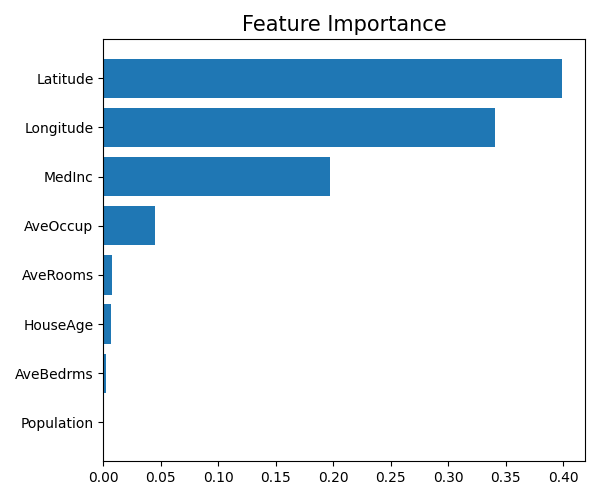 Feature Importance
Latitude
Longitude
MedInc
AveOccup
AveRooms
HouseAge
AveBedrms
Population
0.00 0.05 0.10 0.15 0.20 0.25 0.30 0.35 0.40